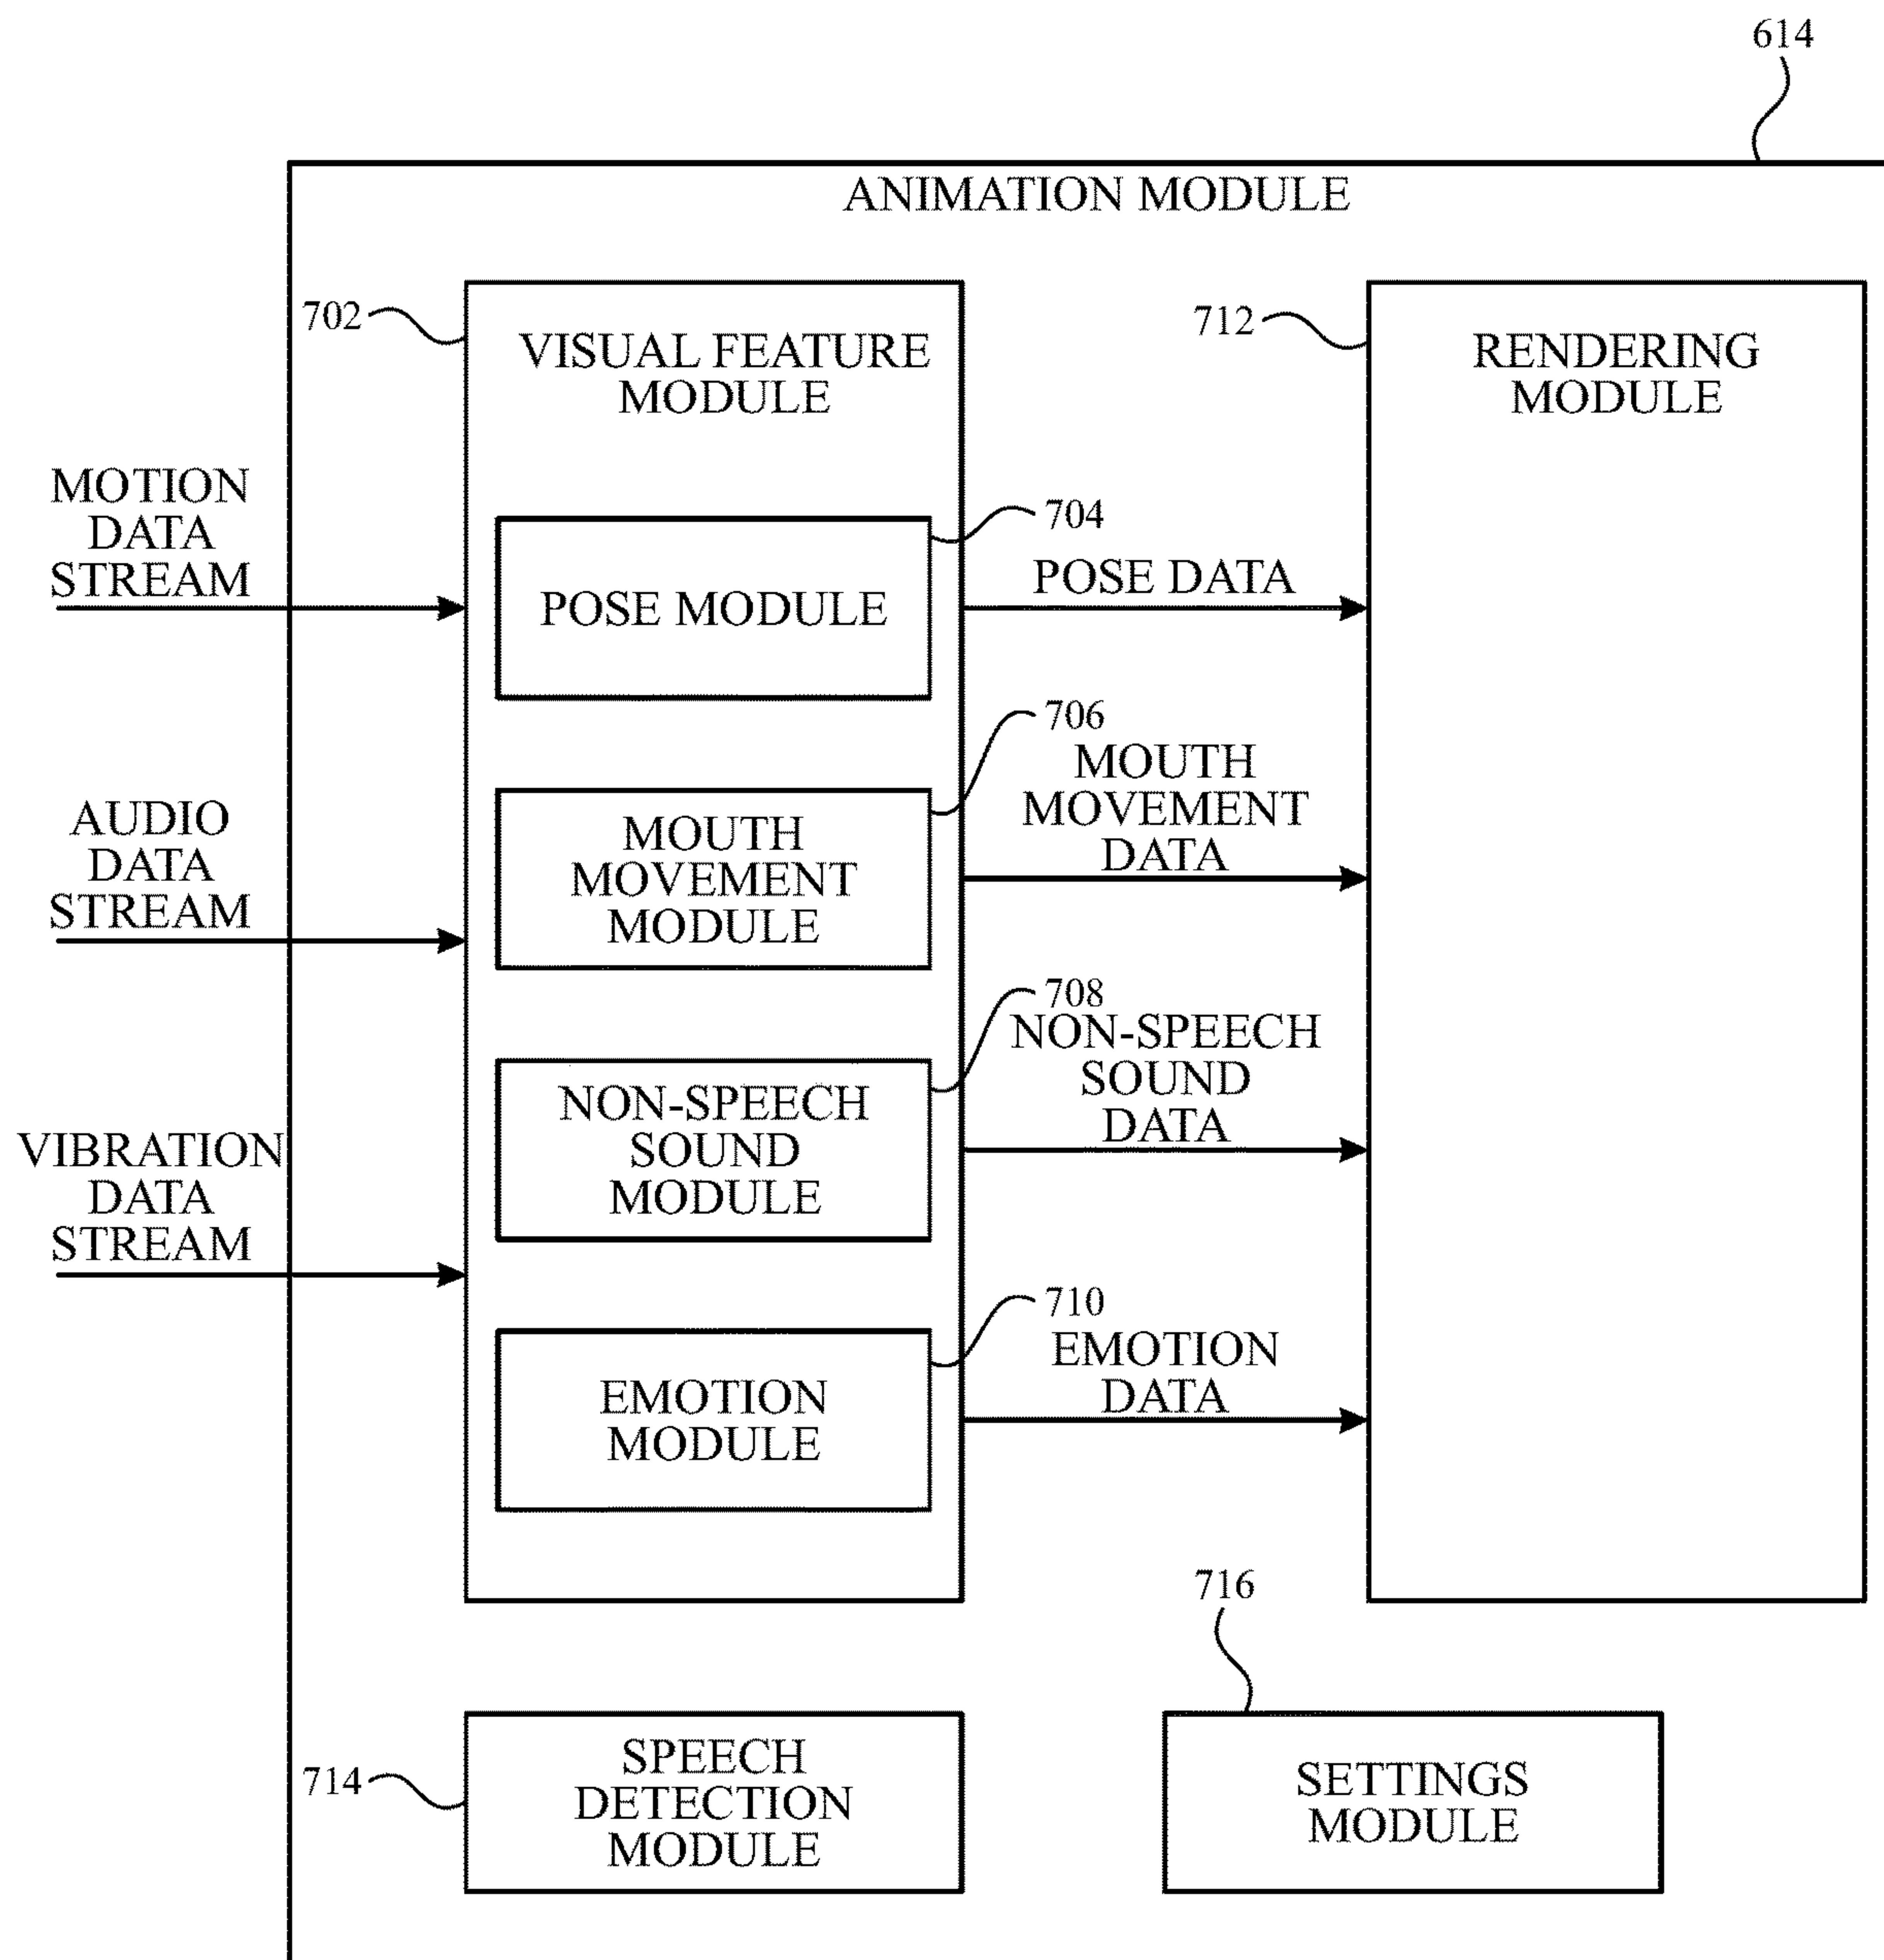 614
ANIMATION MODULE
702
VISUAL FEATURE
MODULE
712
RENDERING
MODULE
MOTION
DATA
STREAM
704
POSE MODULE
POSE DATA
706
MOUTH
MOVEMENT
DATA
AUDIO
DATA
STREAM
MOUTH
MOVEMENT
MODULE
708
NON-SPEECH
SOUND
DATA
VIBRATION
DATA
STREAM
NON-SPEECH
SOUND
MODULE
710
EMOTION
DATA
EMOTION
MODULE
716
714
SPEECH
DETECTION
MODULE
SETTINGS
MODULE